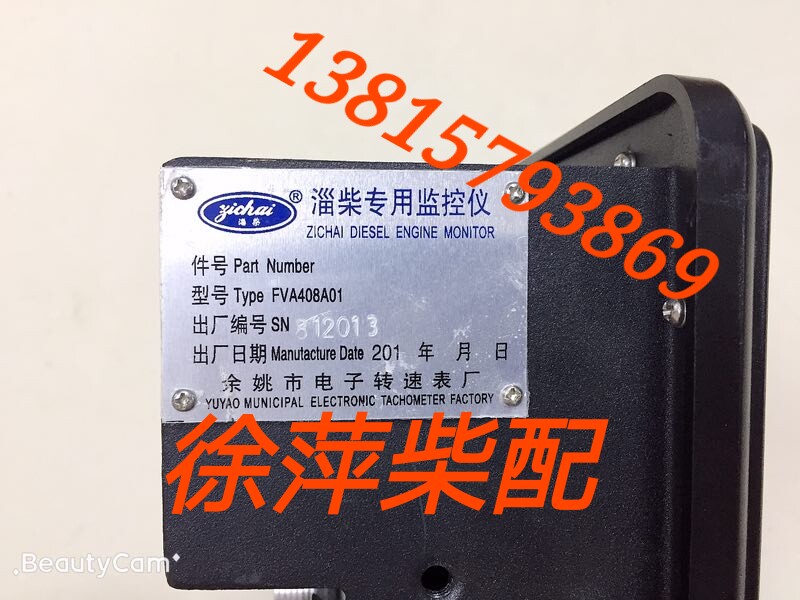 13815793869
zichai
淄柴
®
淄柴专用监控仪
ZICHAI DIESEL ENGINE MONITOR
件号 Part Number
型号 Type FVA408A01
出厂编号 SN 812013
出厂日期 Manutacture Date 201 年 月 日
余姚市电子转速表厂
YUYAO MUNICIPAL ELECTRONIC TACHOMETER FACTORY
徐萍柴配
BeautyCam